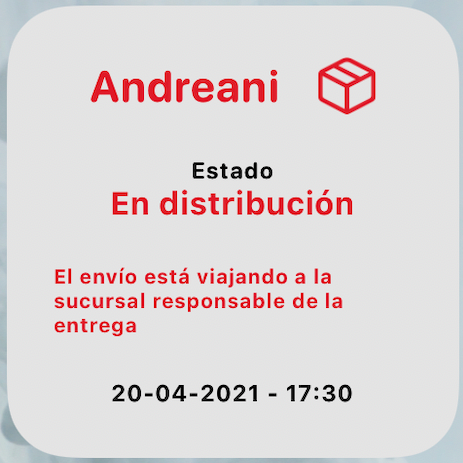 Andreani
Estado
En distribución
El envío está viajando a la
sucursal responsable de la
entrega
20-04-2021 - 17:30